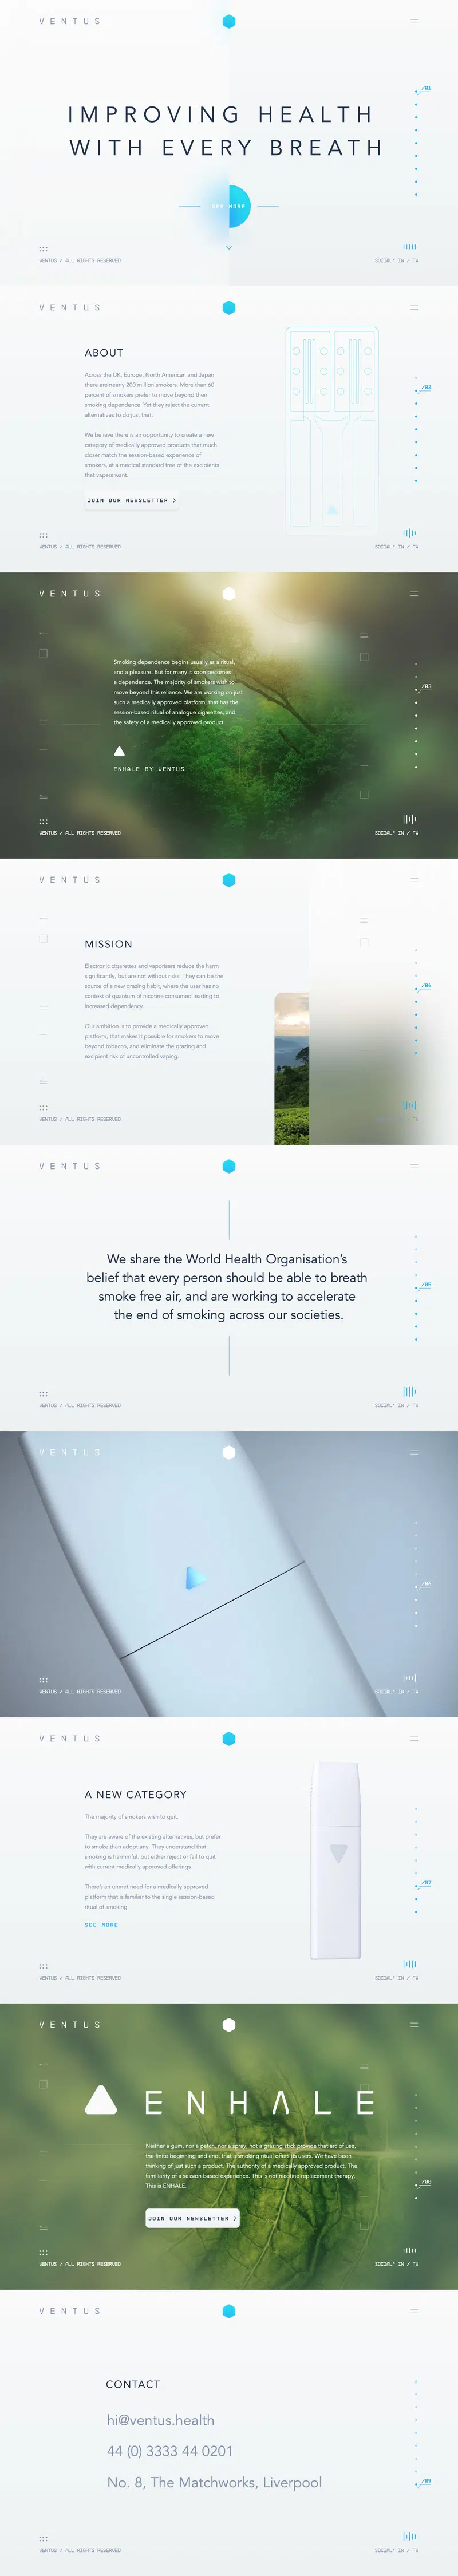 VENTUS
/01
IMPROVING HEALTH
WITH EVERY BREATH
SEE MORE
VENTUS / ALL RIGHTS RESERVED
SOCIAL* IN / TW
VENTUS
ABOUT
Across the UK, Europe, North American and Japan
there are nearly 200 million smokers. More than 60
percent of smokers prefer to move beyond their
smoking dependence. Yet they reject the current
alternatives to do just that.
/02
We believe there is an opportunity to create a new
category of medically approved products that much
closer match the session-based experience of
smokers, at a medical standard free of the excipients
that vapers want.
JOIN OUR NEWSLETTER >
VENTUS / ALL RIGHTS RESERVED
SOCIAL* IN / TW
VENTUS
Smoking dependence begins usually as a ritual,
and a pleasure. But for many it soon becomes
a dependence. The majority of smokers wish to
move beyond this reliance. We are working on just
such a medically approved platform, that has the
session-based ritual of analogue cigarettes, and
the safety of a medically approved product.
/03
ENHALE BY VENTUS
VENTUS / ALL RIGHTS RESERVED
SOCIAL* IN / TW
VENTUS
MISSION
Electronic cigarettes and vaporisers reduce the harm
significantly, but are not without risks. They can be the
source of a new grazing habit, where the user has no
context of quantum of nicotine consumed leading to
increased dependency.
/04
Our ambition is to provide a medically approved
platform, that makes it possible for smokers to move
beyond tobacco, and eliminate the grazing and
excipient risk of uncontrolled vaping.
VENTUS / ALL RIGHTS RESERVED
SOCIAL* IN / TW
VENTUS
We share the World Health Organisation's
belief that every person should be able to breath
smoke free air, and are working to accelerate
the end of smoking across our societies.
/05
VENTUS / ALL RIGHTS RESERVED
SOCIAL* IN / TW
VENTUS
/06
VENTUS / ALL RIGHTS RESERVED
SOCIAL* IN / TW
VENTUS
A NEW CATEGORY
The majority of smokers wish to quit.
They are aware of the existing alternatives, but prefer
to smoke than adopt any. They understand that
smoking is harmful, but either reject or fail to quit
with current medically approved offerings.
/07
There's an unmet need for a medically approved
platform that is familiar to the single session-based
ritual of smoking.
SEE MORE
VENTUS / ALL RIGHTS RESERVED
SOCIAL* IN / TW
VENTUS
ENHALE
Neither a gum, nor a patch, nor a spray, not a grazing stick provide that arc of use,
the finite beginning and end, that a smoking ritual offers its users. We have been
thinking of just such a product. The authority of a medically approved product. The
familiarity of a session based experience. This is not nicotine replacement therapy.
This is ENHALE.
/08
JOIN OUR NEWSLETTER >
VENTUS / ALL RIGHTS RESERVED
SOCIAL* IN / TW
VENTUS
CONTACT
hi@ventus.health
44 (0) 3333 44 0201
No. 8, The Matchworks, Liverpool
/09
VENTUS / ALL RIGHTS RESERVED
SOCIAL* IN / TW